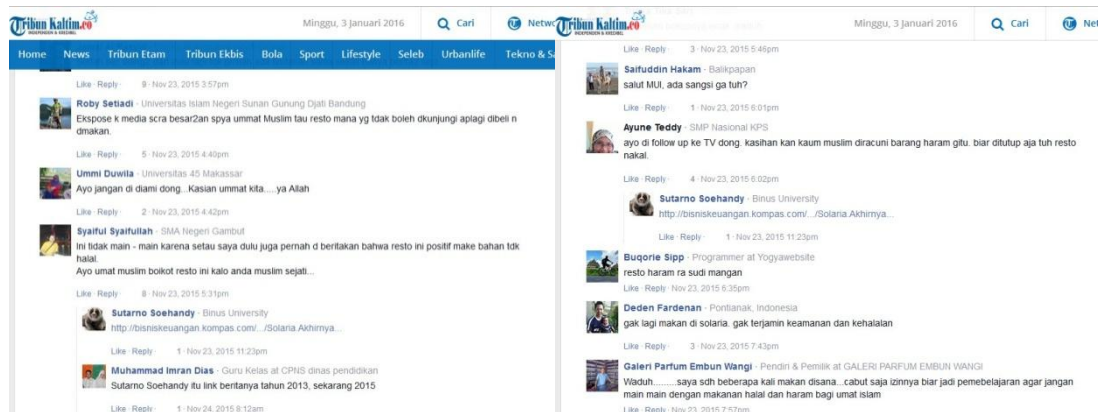 Tribun Kaltim.co
Minggu, 3 Januari 2016
Cari
Netwo
Home News Tribun Etam Tribun Ekbis Bola Sport Lifestyle Seleb Urbanlife Tekno & Sa
Like · Reply · 9 · Nov 23, 2015 3:57pm
Roby Setiadi · Universitas Islam Negeri Sunan Gunung Djati Bandung
Ekspose k media scra besar2an spya ummat Muslim tau resto mana yg tdak boleh dkunjungi aplagi dibeli n
dmakan.
Like · Reply · 5 · Nov 23, 2015 4:40pm
Ummi Duwila · Universitas 45 Makassar
Ayo jangan di diami dong...Kasian ummat kita.....ya Allah
Like · Reply · 2 · Nov 23, 2015 4:42pm
Syaiful Syaifullah · SMA Negeri Gambut
Ini tidak main - main karena setau saya dulu juga pernah d beritakan bahwa resto ini positif make bahan tdk
halal.
Ayo umat muslim boikot resto ini kalo anda muslim sejati...
Like · Reply · 8 · Nov 23, 2015 5:31pm
Sutarno Soehandy · Binus University
http://bisniskeuangan.kompas.com/.../Solaria.Akhirnya...
Like · Reply · 1 · Nov 23, 2015 11:23pm
Muhammad Imran Dias · Guru Kelas at CPNS dinas pendidikan
Sutarno Soehandy itu link beritanya tahun 2013, sekarang 2015
Like · Reply · 1 · Nov 24, 2015 8:12am
Tribun Kaltim.co
Minggu, 3 Januari 2016
Cari
Net
Like · Reply · 3 · Nov 23, 2015 5:46pm
Saifuddin Hakam · Balikpapan
salut MUI, ada sangsi ga tuh?
Like · Reply · 1 · Nov 23, 2015 6:01pm
Ayune Teddy · SMP Nasional KPS
ayo di follow up ke TV dong. kasihan kan kaum muslim diracuni barang haram gitu. biar ditutup aja tuh resto
nakal.
Like · Reply · 4 · Nov 23, 2015 6:02pm
Sutarno Soehandy · Binus University
http://bisniskeuangan.kompas.com/.../Solaria.Akhirnya...
Like · Reply · 1 · Nov 23, 2015 11:23pm
Buqorie Sipp · Programmer at Yogyawebsite
resto haram ra sudi mangan
Like · Reply · Nov 23, 2015 6:35pm
Deden Fardenan · Pontianak, Indonesia
gak lagi makan di solaria. gak terjamin keamanan dan kehalalan
Like · Reply · 3 · Nov 23, 2015 7:43pm
Galeri Parfum Embun Wangi · Pendiri & Pemilik at GALERI PARFUM EMBUN WANGI
Waduh.........saya sdh beberapa kali makan disana...cabut saja izinnya biar jadi pemebelajaran agar jangan
main main dengan makanan halal dan haram bagi umat islam
Like · Reply · Nov 23, 2015 7:57pm